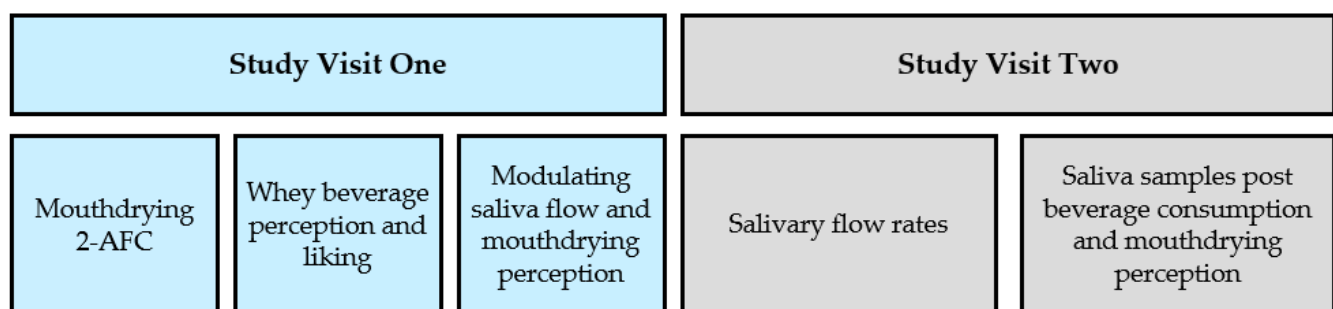 Study Visit One
Study Visit Two
Mouthdrying
2-AFC
Whey beverage
perception and
liking
Modulating
saliva flow and
mouthdrying
perception
Salivary flow rates
Saliva samples post
beverage consumption
and mouthdrying
perception